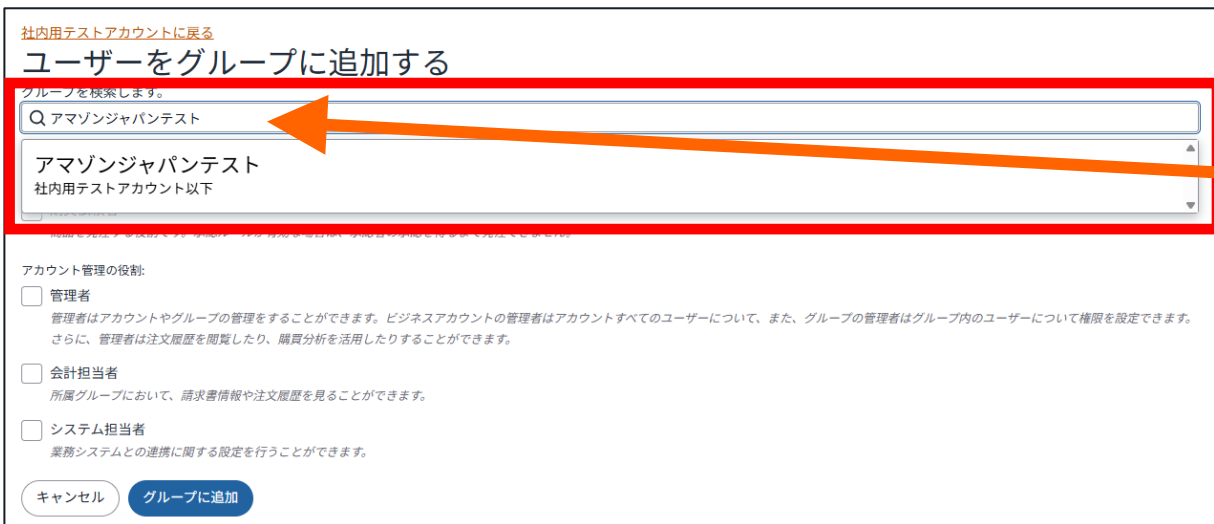 社内用テストアカウントに戻る
ユーザーをグループに追加する
グループを検索します。
アマゾンジャパンテスト
アマゾンジャパンテスト
社内用テストアカウント以下
アカウント管理の役割:
管理者
管理者はアカウントやグループの管理をすることができます。ビジネスアカウントの管理者はアカウントすべてのユーザーについて、また、グループの管理者はグループ内のユーザーについて権限を設定できます。
さらに、管理者は注文履歴を閲覧したり、購買分析を活用したりすることができます。
会計担当者
所属グループにおいて、請求書情報や注文履歴を見ることができます。
システム担当者
業務システムとの連携に関する設定を行うことができます。
キャンセル
グループに追加